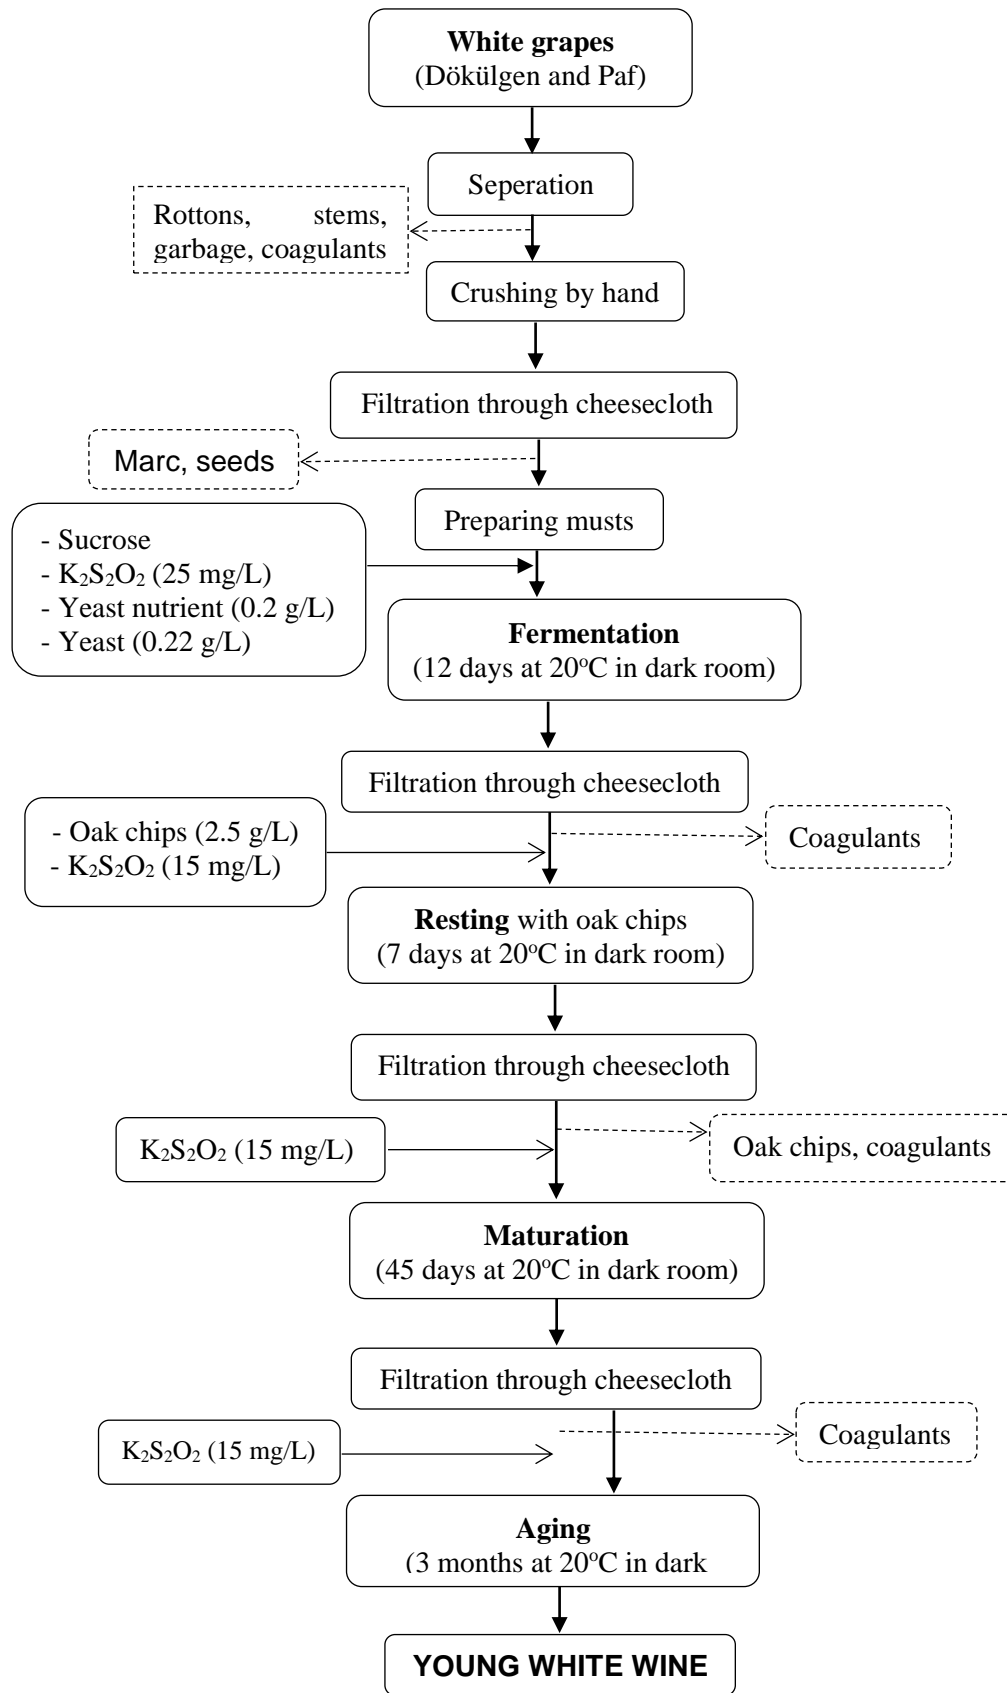 White grapes
(Dökülgen and Paf)
Seperation
Rottons, stems,
garbage, coagulants
Crushing by hand
Filtration through cheesecloth
Marc, seeds
Preparing musts
- Sucrose
- K₂S₂O₂ (25 mg/L)
- Yeast nutrient (0.2 g/L)
- Yeast (0.22 g/L)
Fermentation
(12 days at 20°C in dark room)
Filtration through cheesecloth
- Oak chips (2.5 g/L)
- K₂S₂O₂ (15 mg/L)
Coagulants
Resting with oak chips
(7 days at 20°C in dark room)
Filtration through cheesecloth
K₂S₂O₂ (15 mg/L)
Oak chips, coagulants
Maturation
(45 days at 20°C in dark room)
Filtration through cheesecloth
K₂S₂O₂ (15 mg/L)
Coagulants
Aging
(3 months at 20°C in dark
YOUNG WHITE WINE